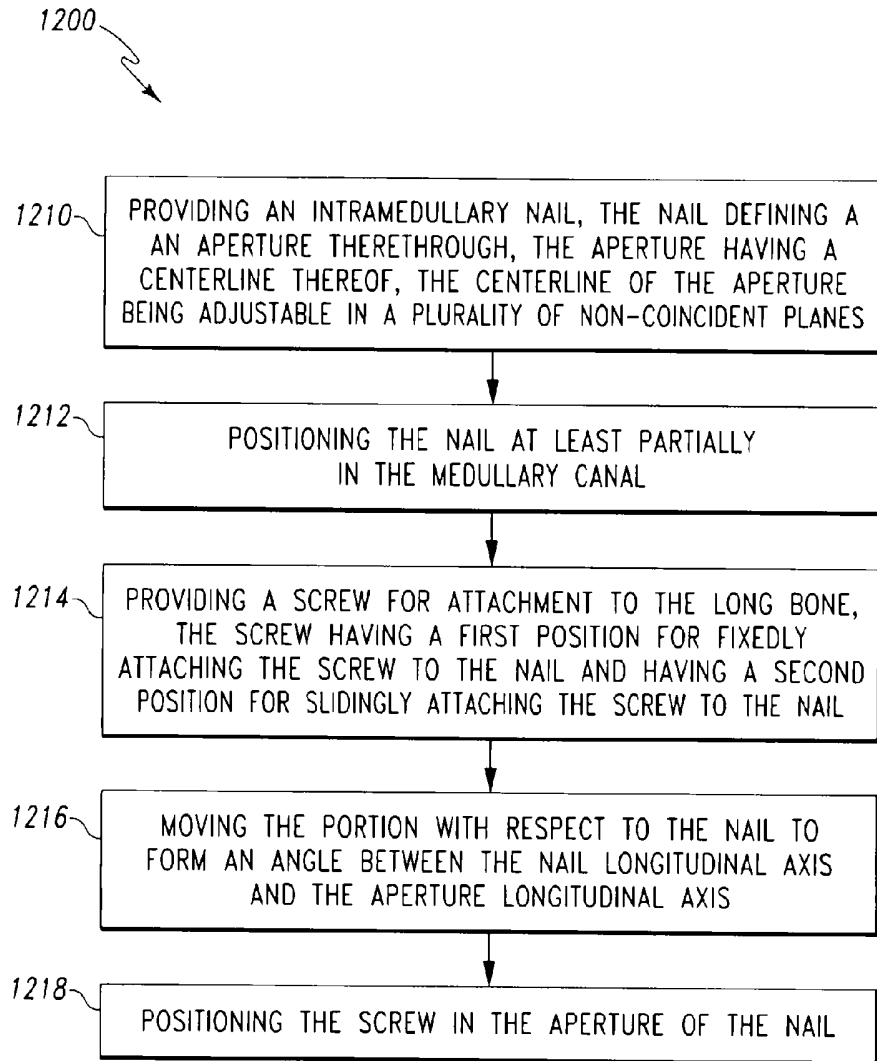 1200
1210
PROVIDING AN INTRAMEDULLARY NAIL, THE NAIL DEFINING A
AN APERTURE THERETHROUGH, THE APERTURE HAVING A
CENTERLINE THEREOF, THE CENTERLINE OF THE APERTURE
BEING ADJUSTABLE IN A PLURALITY OF NON-COINCIDENT PLANES
1212
POSITIONING THE NAIL AT LEAST PARTIALLY
IN THE MEDULLARY CANAL
1214
PROVIDING A SCREW FOR ATTACHMENT TO THE LONG BONE,
THE SCREW HAVING A FIRST POSITION FOR FIXEDLY
ATTACHING THE SCREW TO THE NAIL AND HAVING A SECOND
POSITION FOR SLIDINGLY ATTACHING THE SCREW TO THE NAIL
1216
MOVING THE PORTION WITH RESPECT TO THE NAIL TO
FORM AN ANGLE BETWEEN THE NAIL LONGITUDINAL AXIS
AND THE APERTURE LONGITUDINAL AXIS
1218
POSITIONING THE SCREW IN THE APERTURE OF THE NAIL